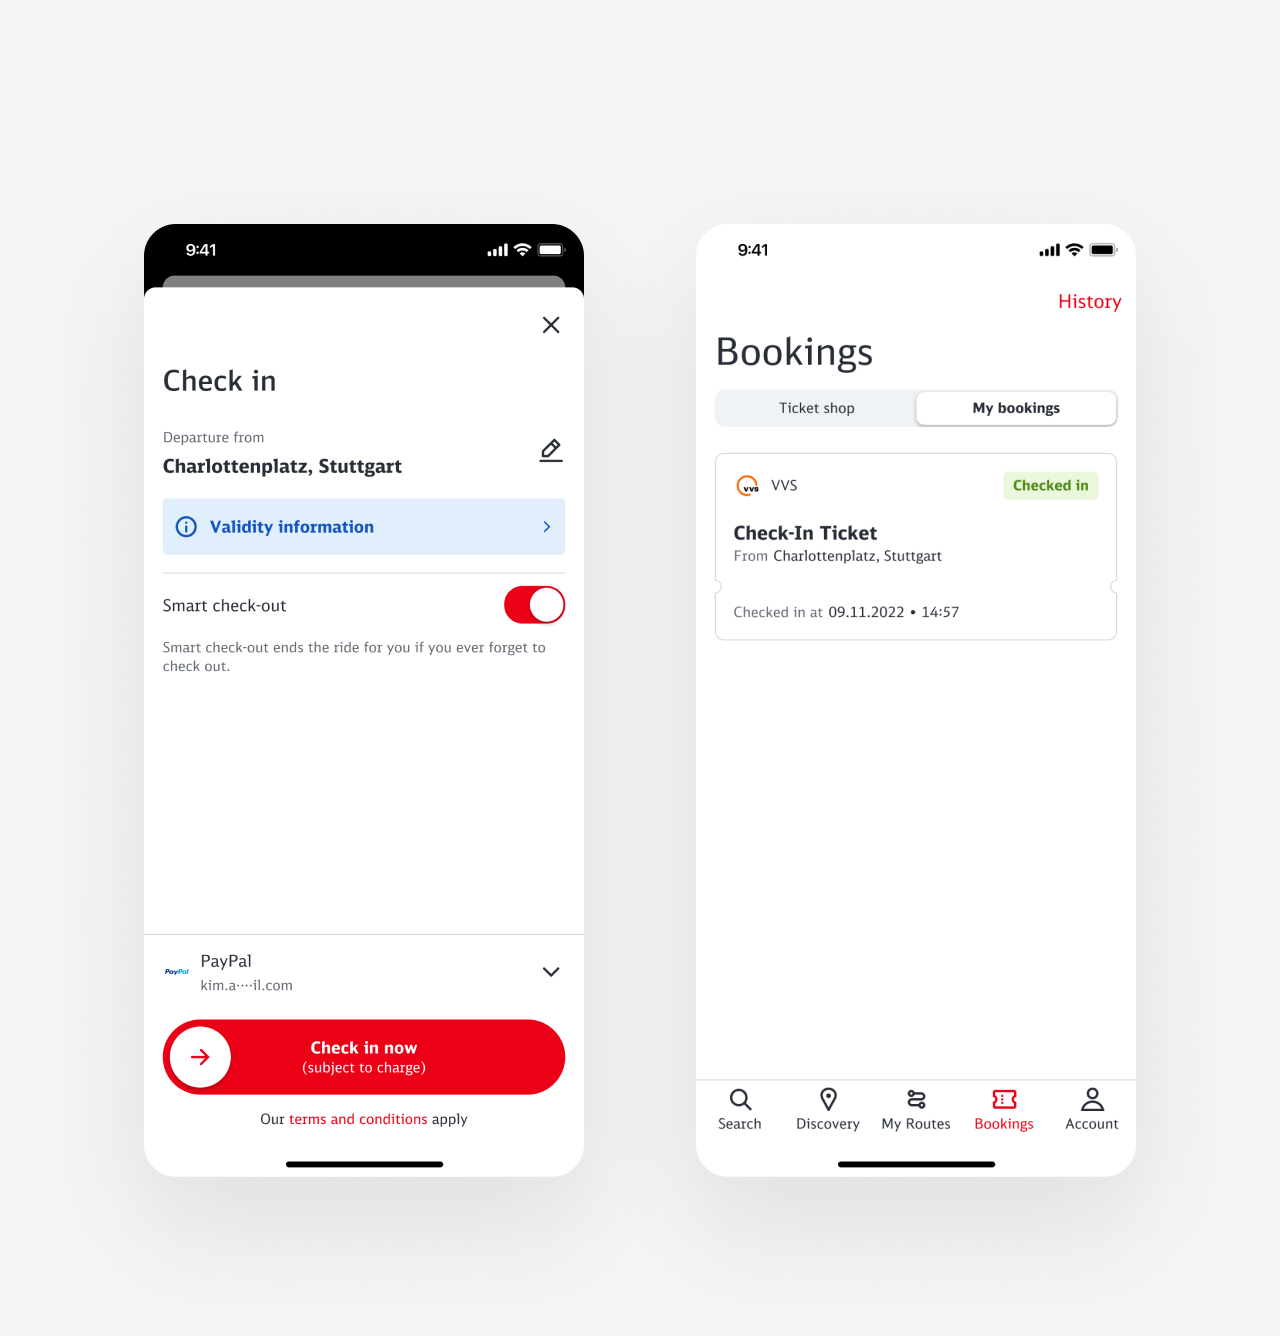 9:41
Check in
Departure from
Charlottenplatz, Stuttgart
Validity information
Smart check-out
Smart check-out ends the ride for you if you ever forget to
check out.
PayPal
PayPal
kim.a····il.com
Check in now
(subject to charge)
Our terms and conditions apply
9:41
History
Bookings
Ticket shop
My bookings
vvs
VVS
Checked in
Check-In Ticket
From Charlottenplatz, Stuttgart
Checked in at 09.11.2022 • 14:57
Search
Discovery
My Routes
Bookings
Account